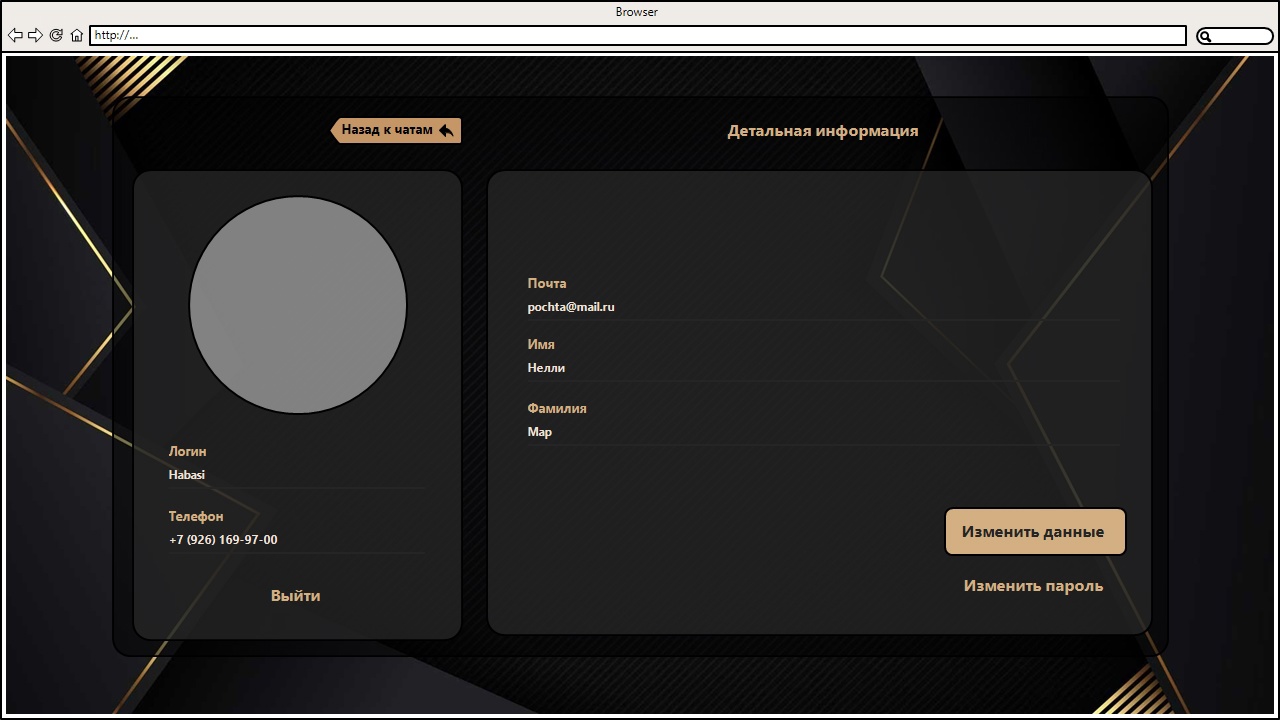 Browser
http://...
Назад к чатам
Детальная информация
Логин
Habasi
Телефон
+7 (926) 169-97-00
Выйти
Почта
pochta@mail.ru
Имя
Нелли
Фамилия
Мар
Изменить данные
Изменить пароль